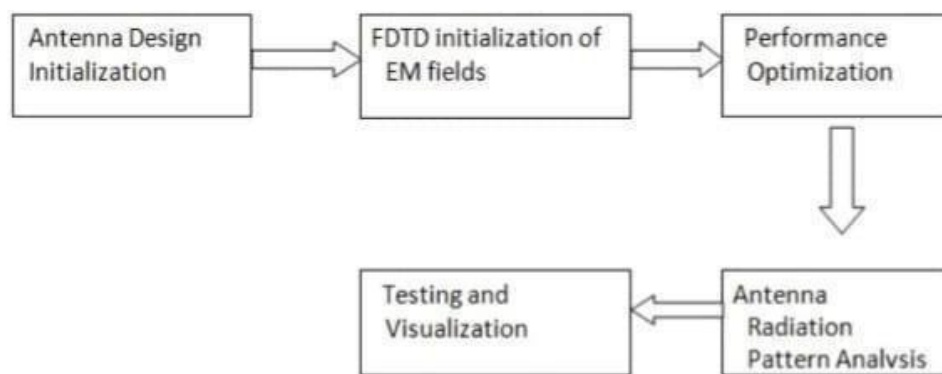 Antenna Design
Initialization
FDTD initialization of
EM fields
Performance
Optimization
Antenna
Radiation
Pattern Analysis
Testing and
Visualization